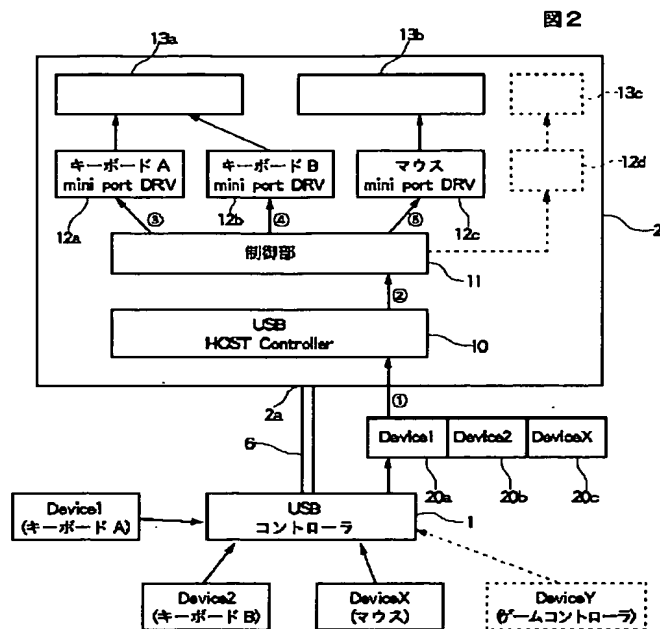 図2
13a
13b
13c
キーボード A
mini port DRV
キーボード B
mini port DRV
マウス
mini port DRV
12d
12a
③
12b
④
⑤
12c
2
制御部
11
②
USB
HOST Controller
10
2a
①
6
Device1
Device2
DeviceX
20a
20b
20c
Device1
(キーボード A)
USB
コントローラ
1
Device2
(キーボード B)
DeviceX
(マウス)
DeviceY
(ゲームコントローラ)